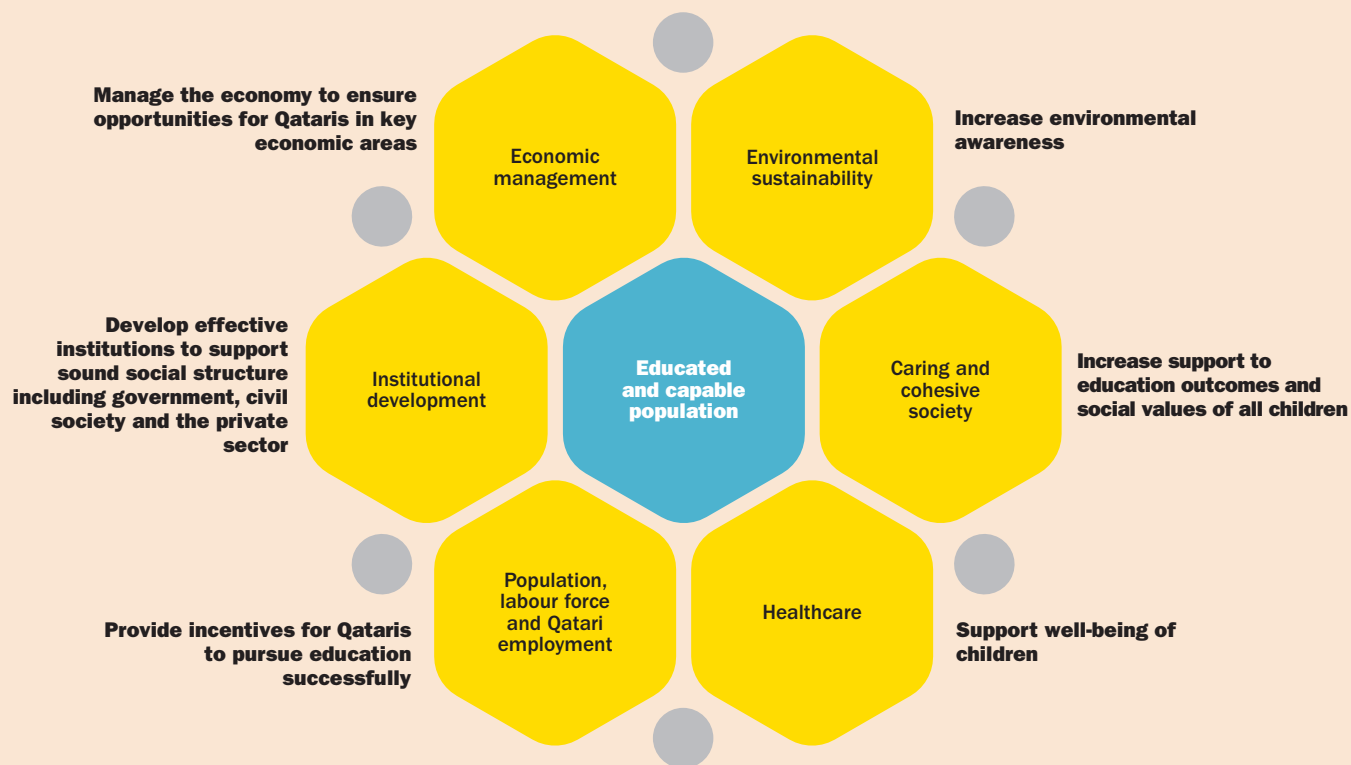 Manage the economy to ensure
opportunities for Qataris in key
economic areas
Economic
management
Environmental
sustainability
Increase environmental
awareness
Develop effective
institutions to support
sound social structure
including government, civil
society and the private
sector
Institutional
development
Educated
and capable
population
Caring and
cohesive
society
Increase support to
education outcomes and
social values of all children
Provide incentives for Qataris
to pursue education
successfully
Population,
labour force
and Qatari
employment
Healthcare
Support well-being of
children